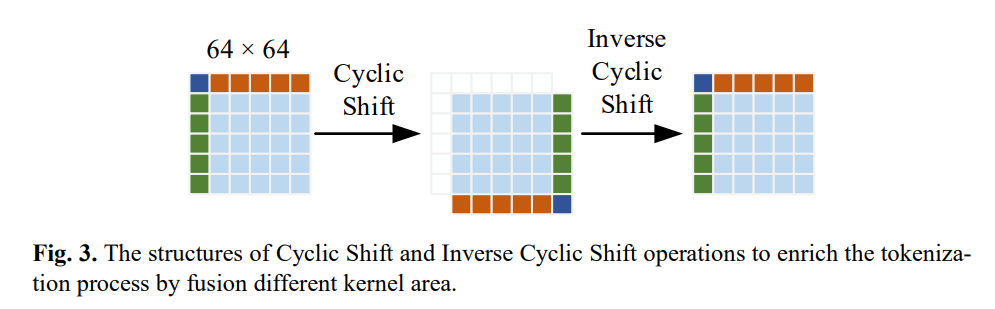 64 × 64
Cyclic
Shift
Inverse
Cyclic
Shift
Fig. 3. The structures of Cyclic Shift and Inverse Cyclic Shift operations to enrich the tokeniza-
tion process by fusion different kernel area.